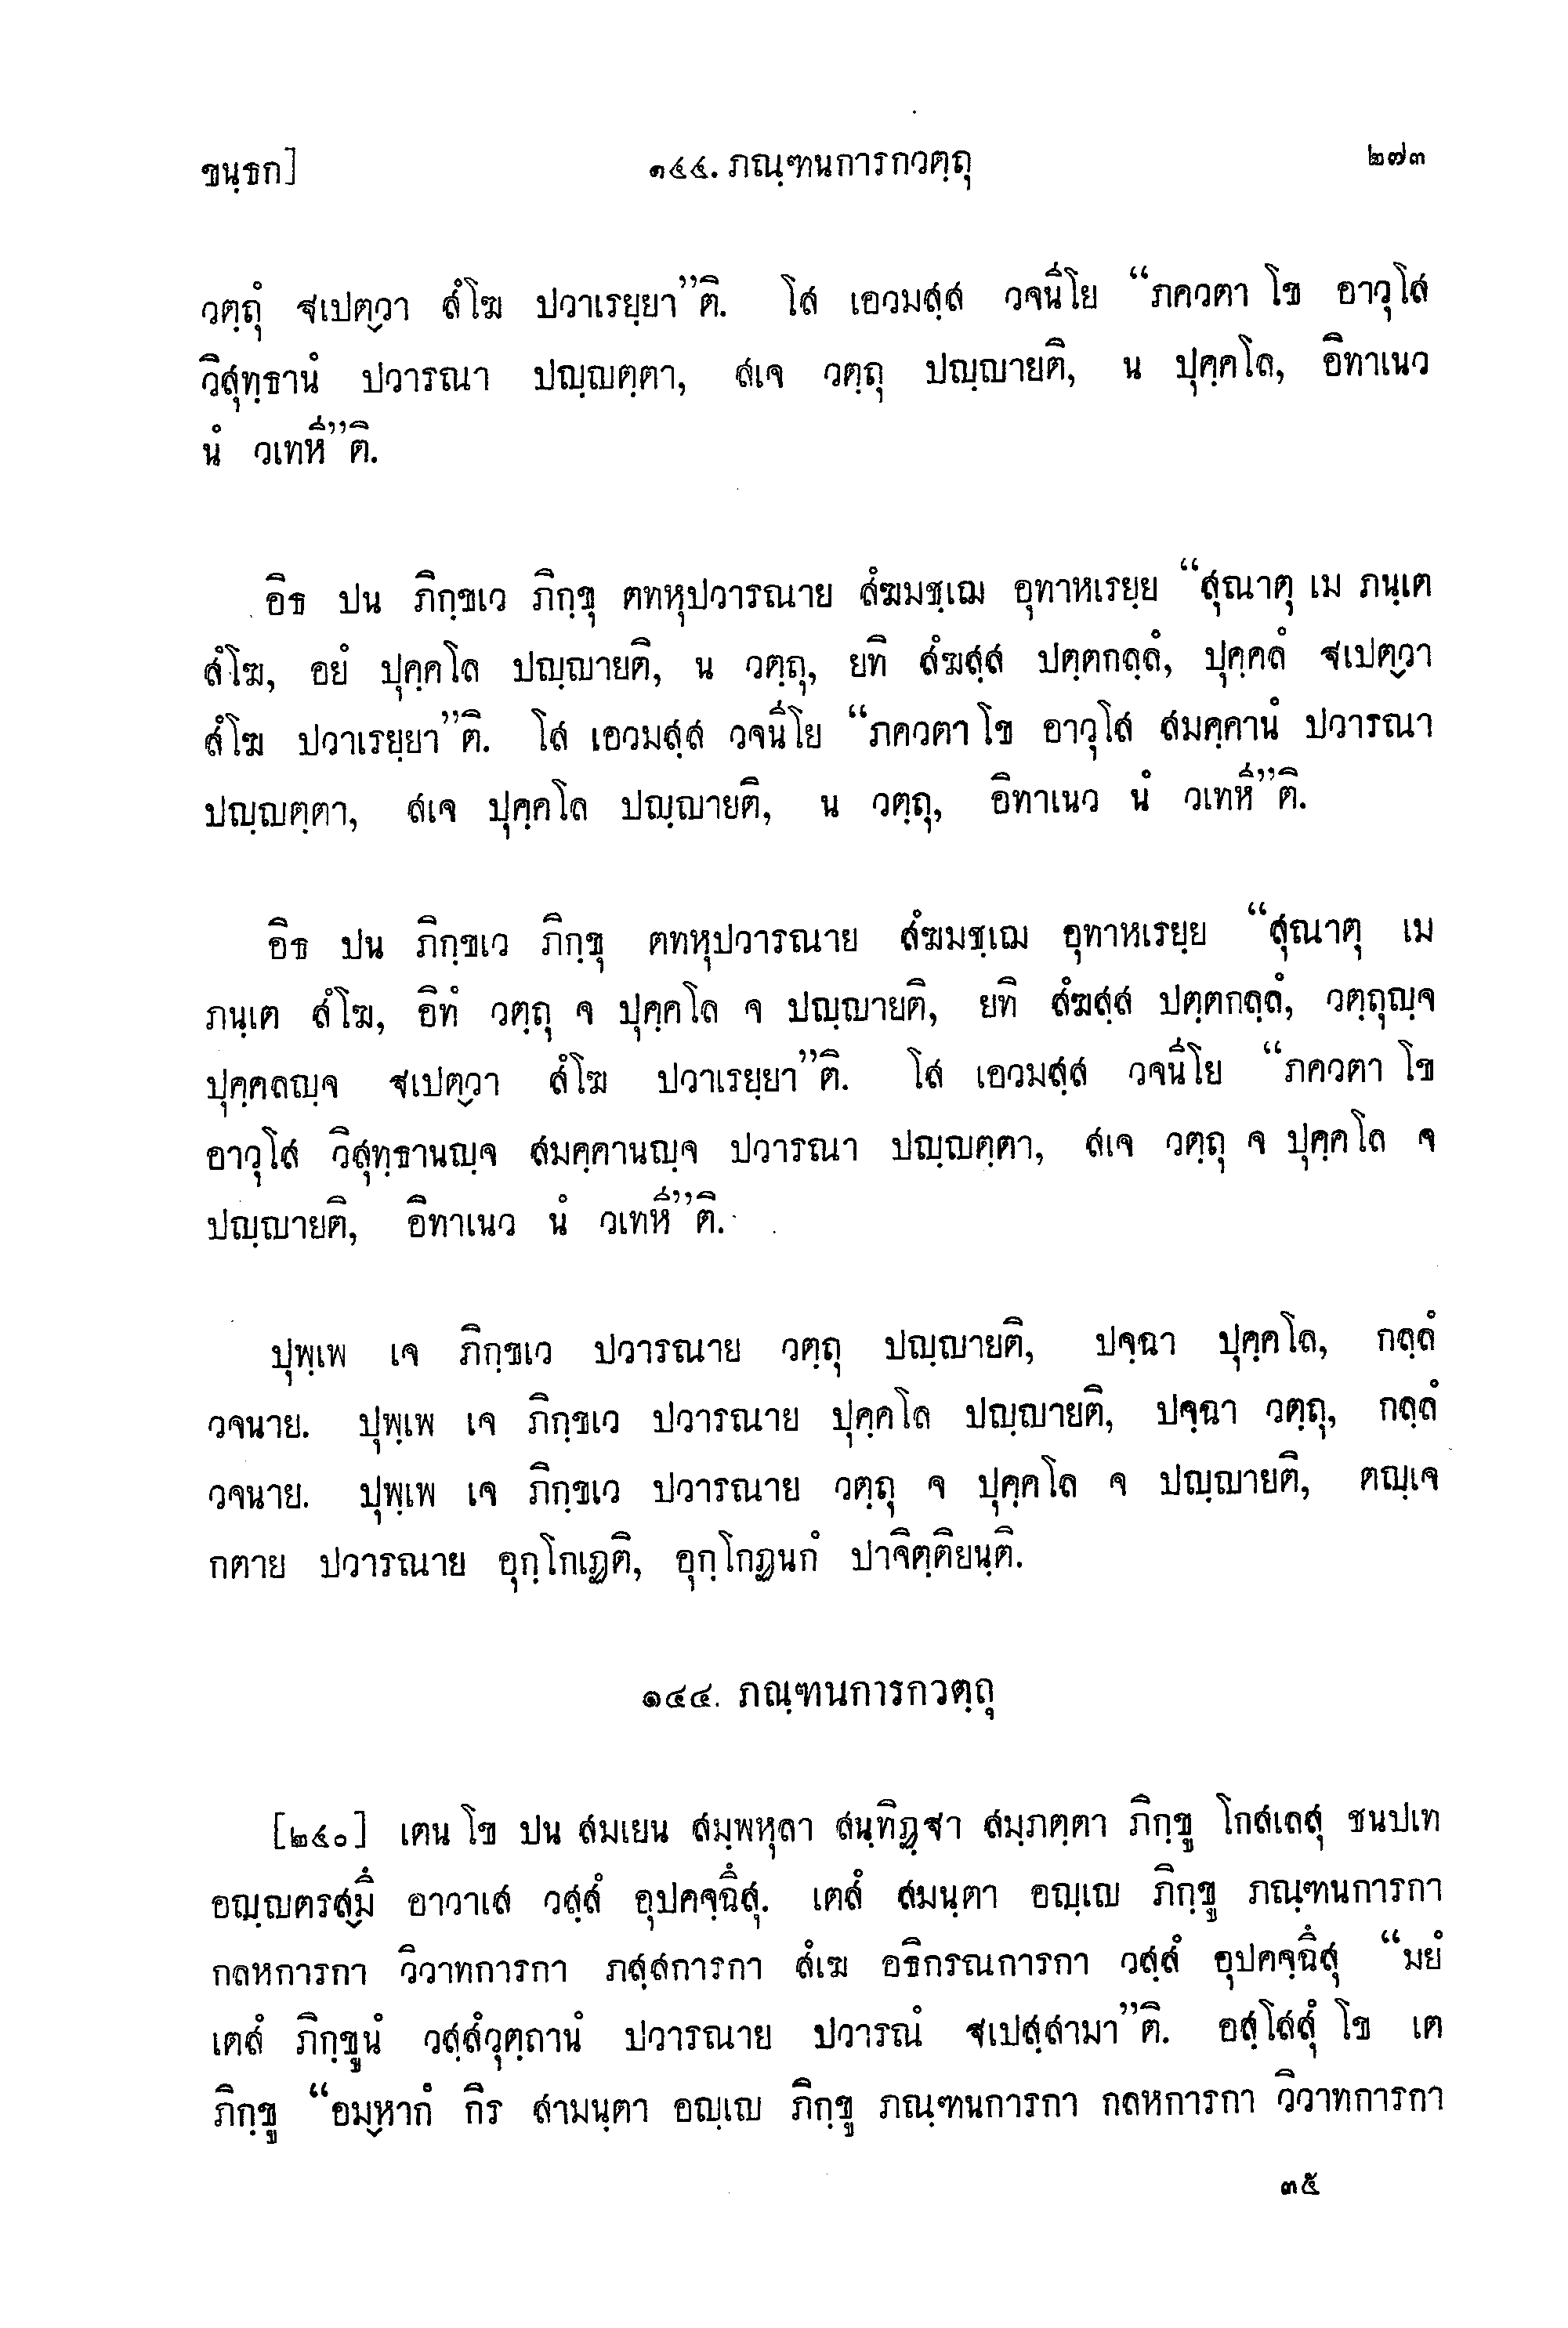 ขนฺธก]
๑๔๔. ภณฺฑนการกวตฺถุ
๒๗๓
วตฺถุํ ฐเปตฺวา สํโฆ ปวาเรยฺยา”ติ. โส เอวมสฺส วจนีโย “ภควตา โข อาวุโส
วิสุทฺธานํ ปวารณา ปญฺญตฺตา, สเจ วตฺถุ ปญฺญายติ, น ปุคฺคโล, อิทาเนว
นํ วเทหี”ติ.
อิธ ปน ภิกฺขเว ภิกฺขุ ตทหุปวารณาย สํฆมชฺเฌ อุทาหเรยฺย “สุณาตุ เม ภนฺเต
สํโฆ, อยํ ปุคฺคโล ปญฺญายติ, น วตฺถุ, ยทิ สํฆสฺส ปตฺตกลฺลํ, ปุคฺคลํ ฐเปตฺวา
สํโฆ ปวาเรยฺยา”ติ. โส เอวมสฺส วจนีโย “ภควตา โข อาวุโส สมคฺคานํ ปวารณา
ปญฺญตฺตา, สเจ ปุคฺคโล ปญฺญายติ, น วตฺถุ, อิทาเนว นํ วเทหี”ติ.
อิธ ปน ภิกฺขเว ภิกฺขุ ตทหุปวารณาย สํฆมชฺเฌ อุทาหเรยฺย “สุณาตุ เม
ภนฺเต สํโฆ, อิทํ วตฺถุ จ ปุคฺคโล จ ปญฺญายติ, ยทิ สํฆสฺส ปตฺตกลฺลํ, วตฺถุญฺจ
ปุคฺคลญฺจ ฐเปตฺวา สํโฆ ปวาเรยฺยา”ติ. โส เอวมสฺส วจนีโย “ภควตา โข
อาวุโส วิสุทฺธานญฺจ สมคฺคานญฺจ ปวารณา ปญฺญตฺตา, สเจ วตฺถุ จ ปุคฺคโล จ
ปญฺญายติ, อิทาเนว นํ วเทหี”ติ.
ปุพฺเพ เจ ภิกฺขเว ปวารณาย วตฺถุ ปญฺญายติ, ปจฺฉา ปุคฺคโล, กลฺลํ
วจนาย. ปุพฺเพ เจ ภิกฺขเว ปวารณาย ปุคฺคโล ปญฺญายติ, ปจฺฉา วตฺถุ, กลฺลํ
วจนาย. ปุพฺเพ เจ ภิกฺขเว ปวารณาย วตฺถุ จ ปุคฺคโล จ ปญฺญายติ, ตญฺเจ
กตาย ปวารณาย อุกฺโกเฏติ, อุกฺโกฏนกํ ปาจิตฺติยนฺติ.
๑๔๔. ภณฺฑนการกวตฺถุ
[๒๔๐] เตน โข ปน สมเยน สมฺพหุลา สนฺทิฏฺฐา สมฺภตฺตา ภิกฺขู โกสเลสุ ชนปเท
อญฺญตรสฺมึ อาวาเส วสฺสํ อุปคจฺฉึสุ. เตสํ สมนฺตา อญฺเญ ภิกฺขู ภณฺฑนการกา
กลหการกา วิวาทการกา ภสฺสการกา สํเฆ อธิกรณการกา วสฺสํ อุปคจฺฉึสุ “มยํ
เตสํ ภิกฺขูนํ วสฺสํวุตฺถานํ ปวารณาย ปวารณํ ฐเปสฺสามา”ติ. อสฺโสสุํ โข เต
ภิกฺขู “อมฺหากํ กิร สามนฺตา อญฺเญ ภิกฺขู ภณฺฑนการกา กลหการกา วิวาทการกา
๓๕